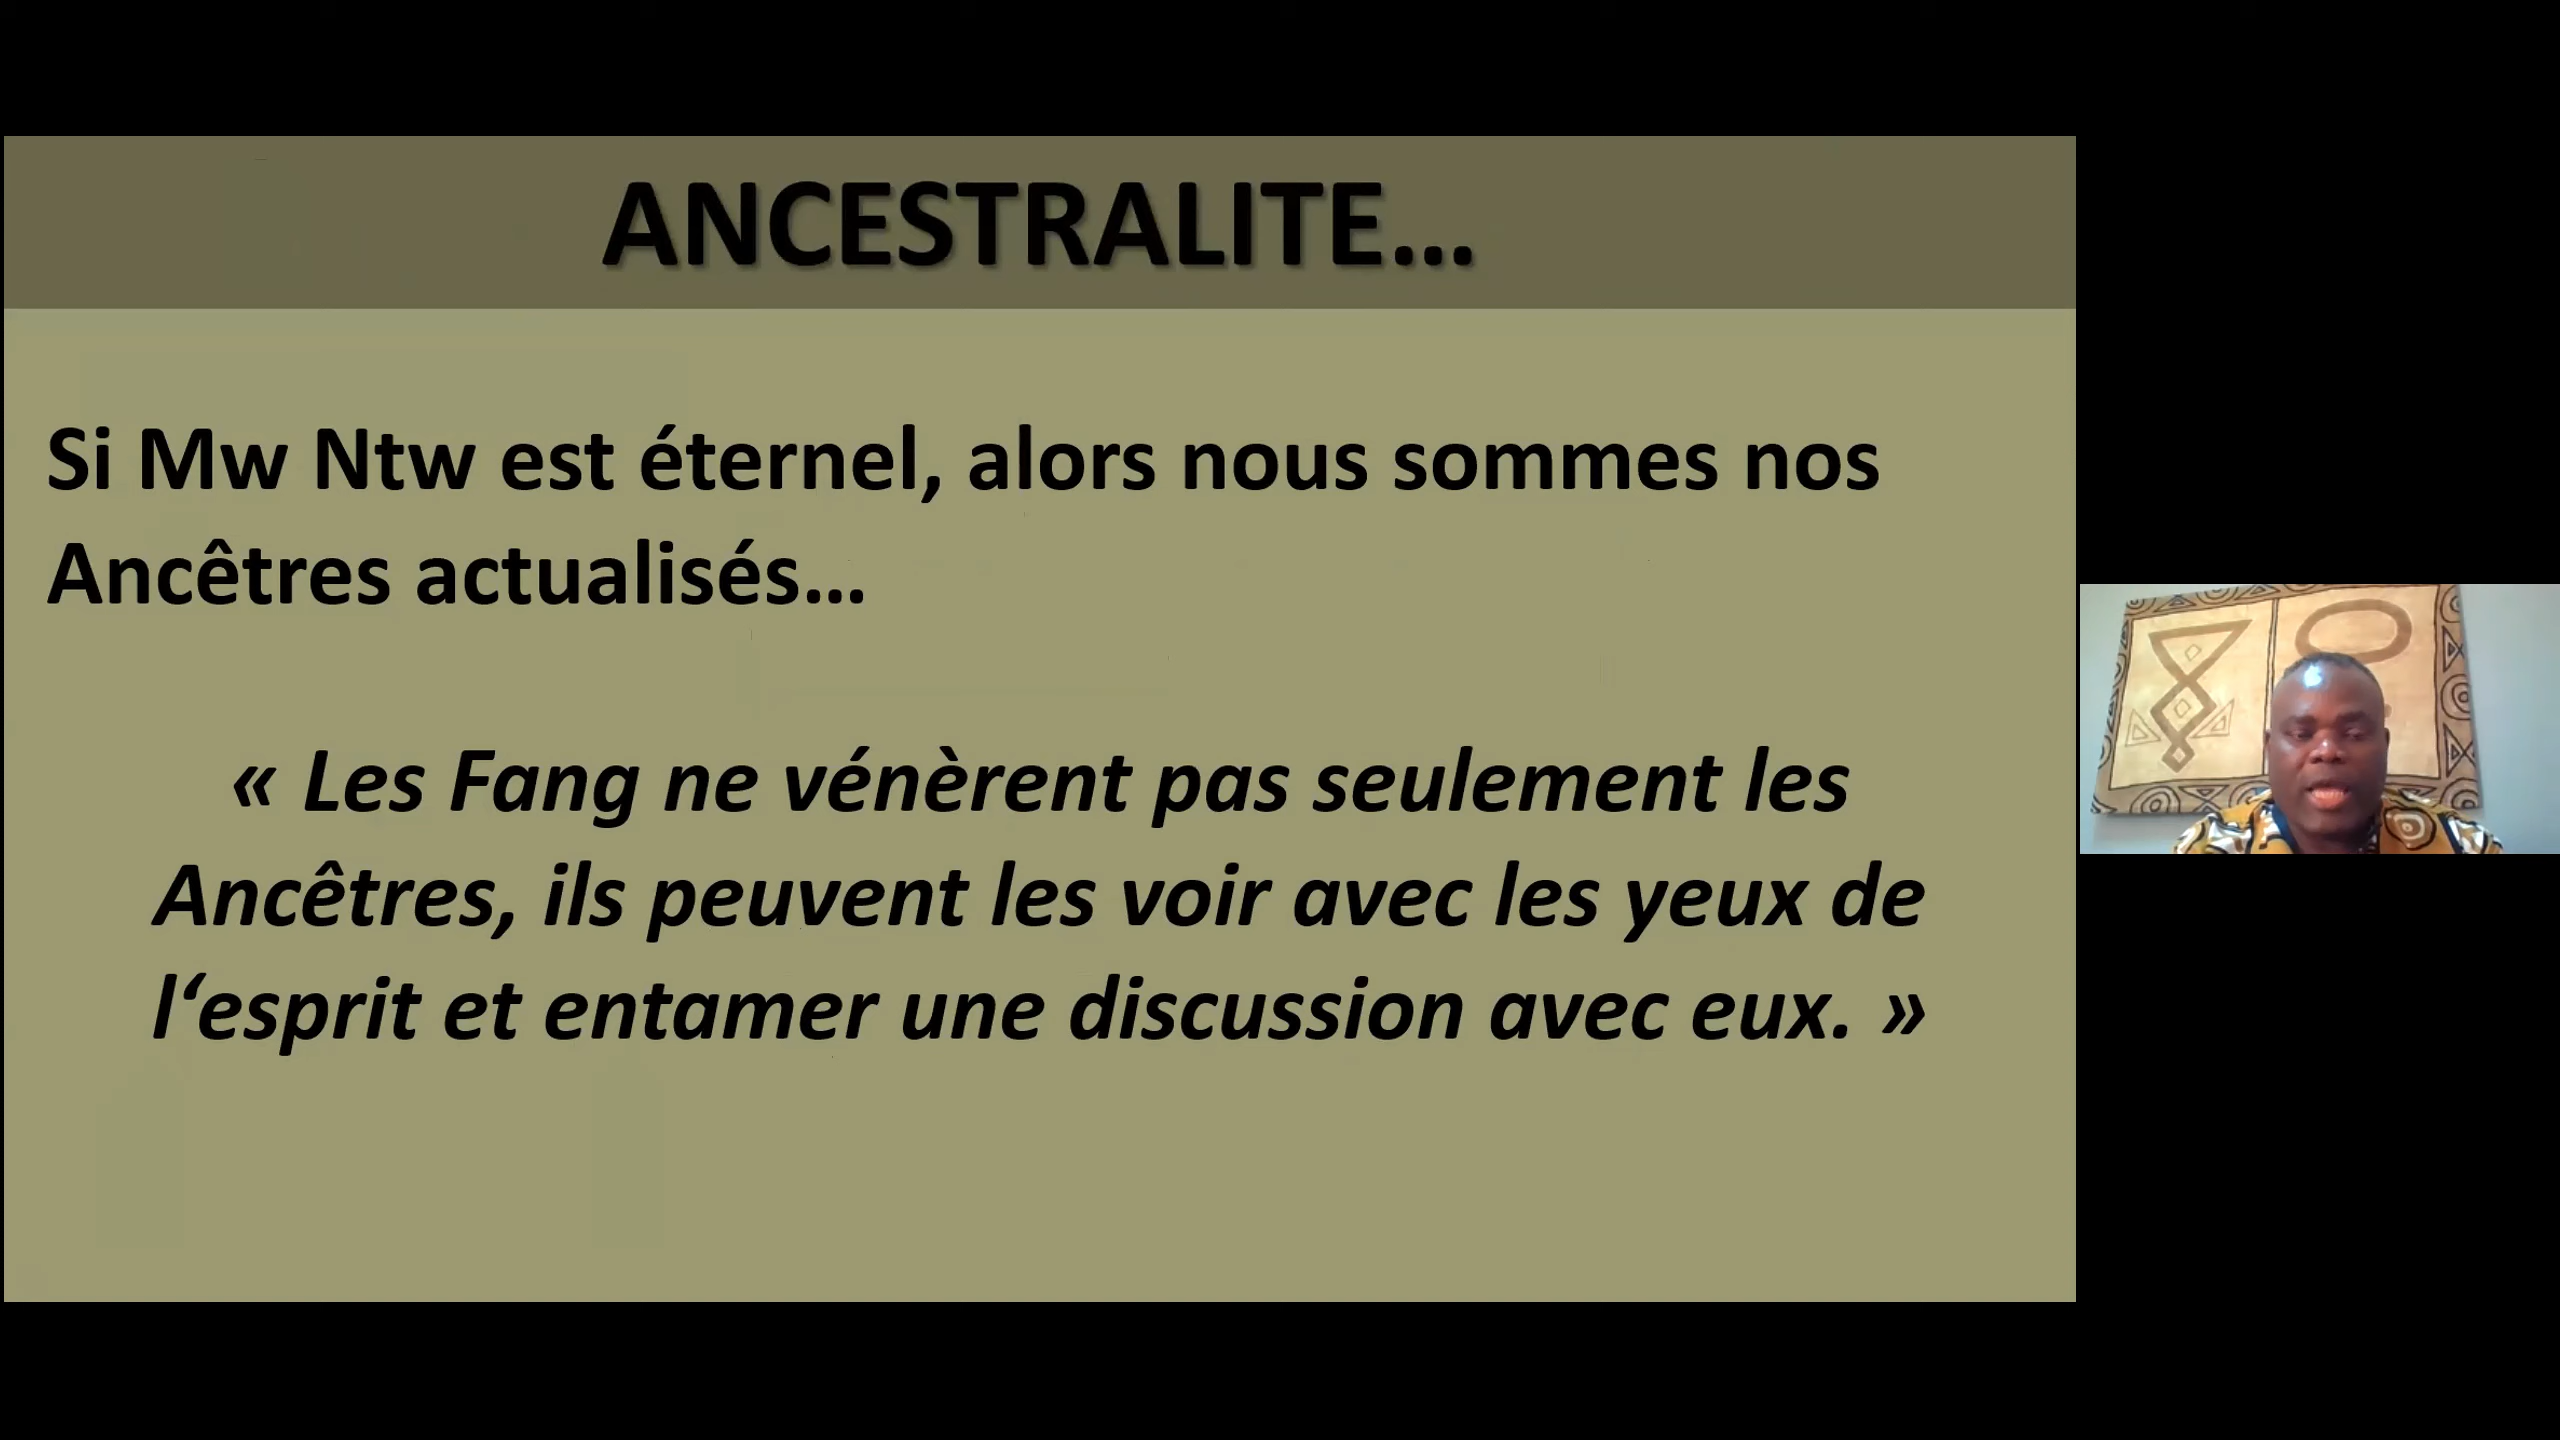 ANCESTRALITE...
Si Mw Ntw est éternel, alors nous sommes nos
Ancêtres actualisés...
« Les Fang ne vénèrent pas seulement les
Ancêtres, ils peuvent les voir avec les yeux de
l‘esprit et entamer une discussion avec eux. »